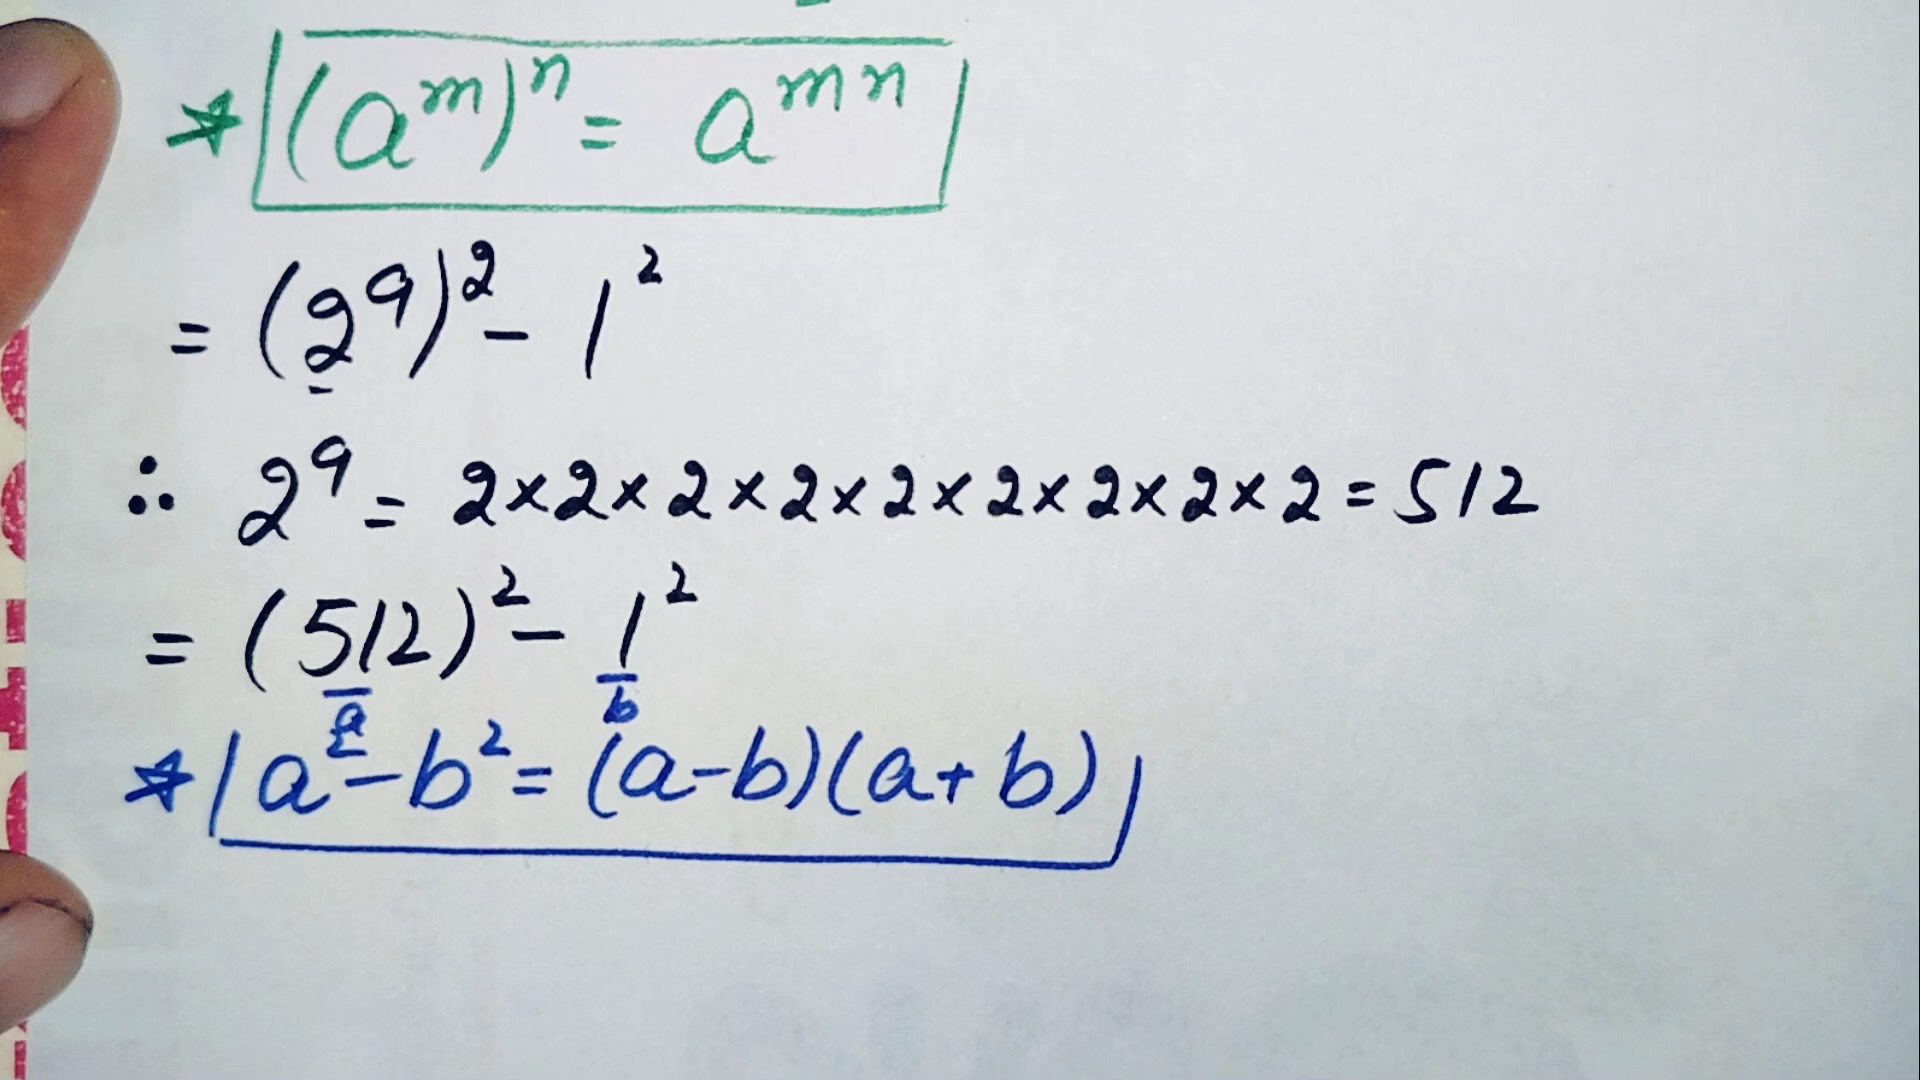 * (a^m)^n = a^mn
= (2^9)^2 - 1^2
∴ 2^9 = 2×2×2×2×2×2×2×2×2=512
= (512)^2 - 1^2
a b
* a^2-b^2=(a-b)(a+b)